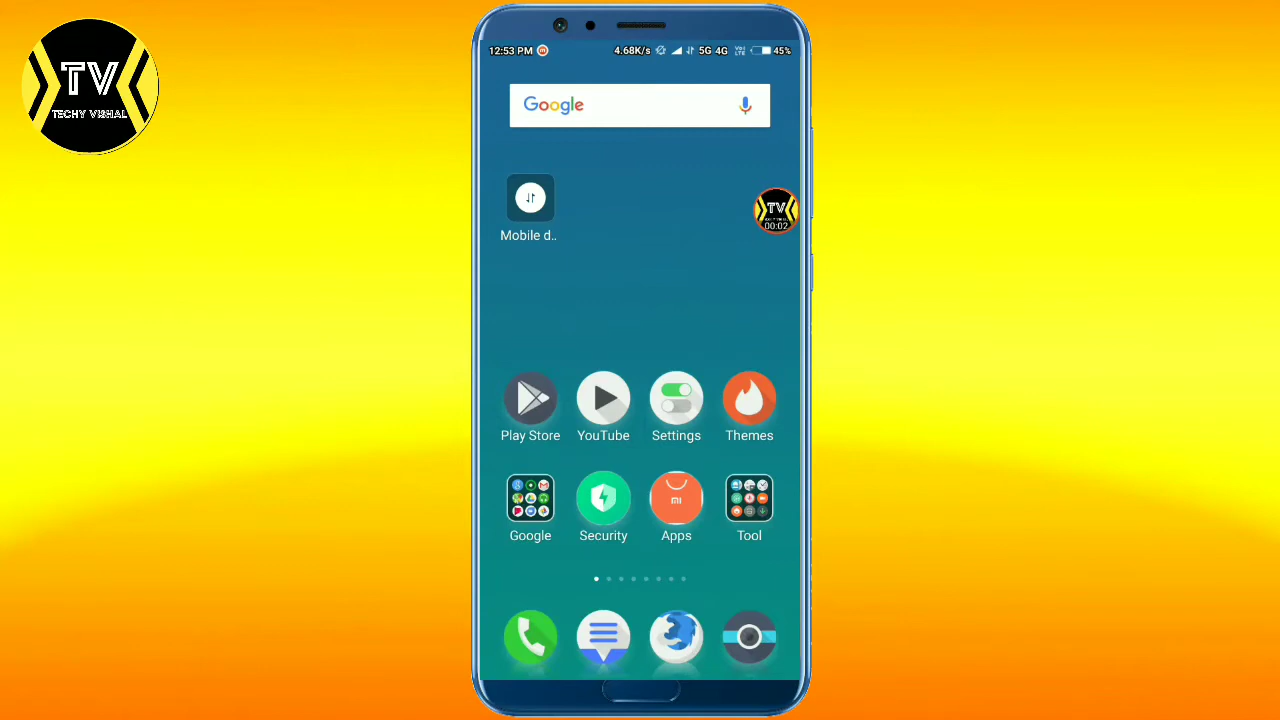 TV
TECHY VISHAL
12:53 PM
4.68K/s 5G 4G VoLTE 45%
Google
TV
00:02
Mobile d..
Play Store YouTube Settings Themes
Google Security Apps Tool
mi